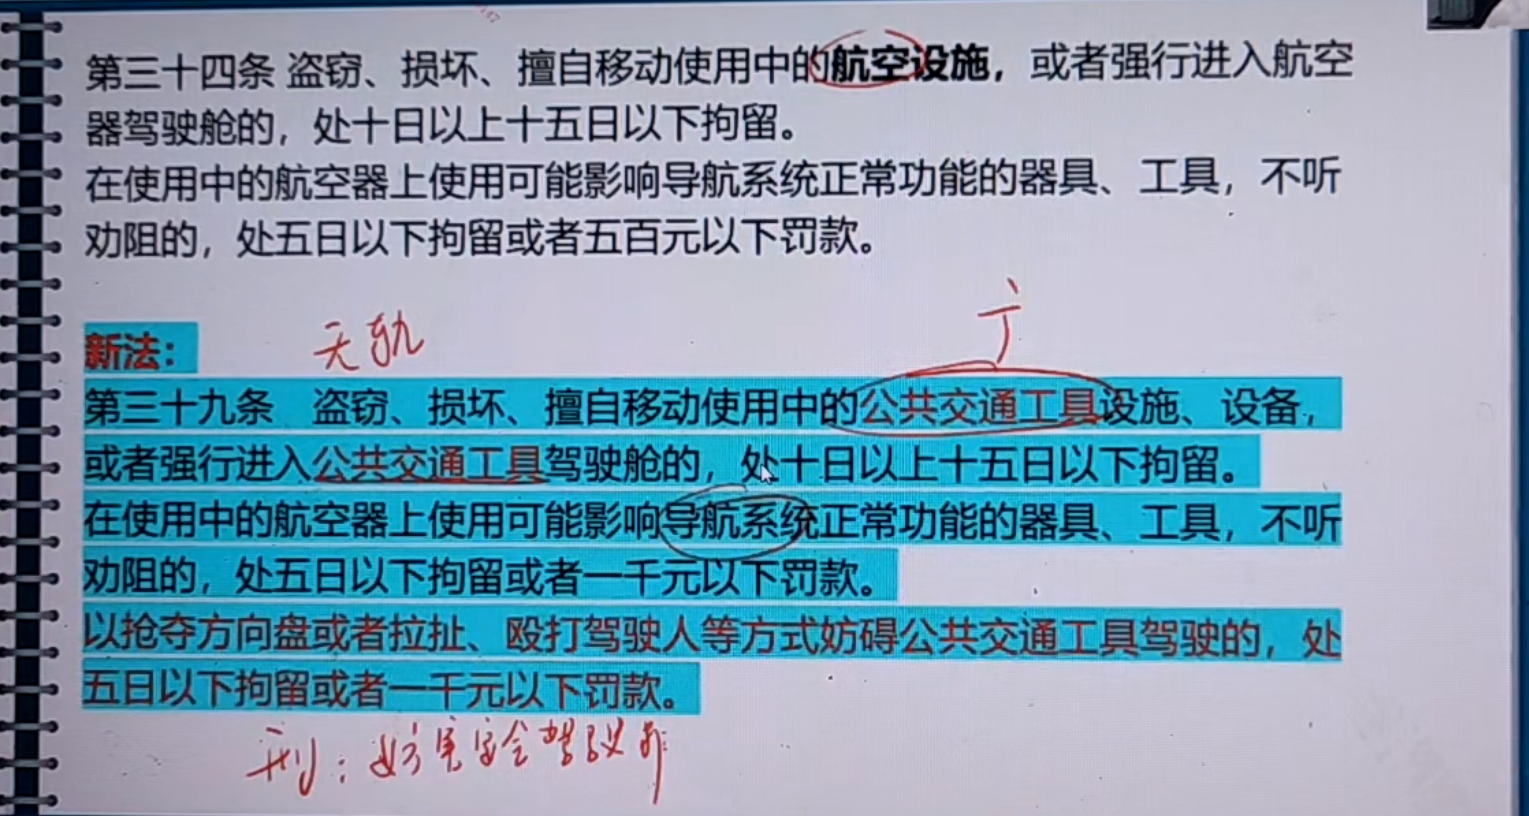 第三十四条 盗窃、损坏、擅自移动使用中的航空设施，或者强行进入航空
器驾驶舱的，处十日以上十五日以下拘留。
在使用中的航空器上使用可能影响导航系统正常功能的器具、工具，不听
劝阻的，处五日以下拘留或者五百元以下罚款。
新法：
无轨
第三十九条 盗窃、损坏、擅自移动使用中的公共交通工具设施、设备，
或者强行进入公共交通工具驾驶舱的，处十日以上十五日以下拘留。
在使用中的航空器上使用可能影响导航系统正常功能的器具、工具，不听
劝阻的，处五日以下拘留或者一千元以下罚款。
以抢夺方向盘或者拉扯、殴打驾驶人等方式妨碍公共交通工具驾驶的，处
五日以下拘留或者一千元以下罚款。
刑：妨害安全驾驶罪